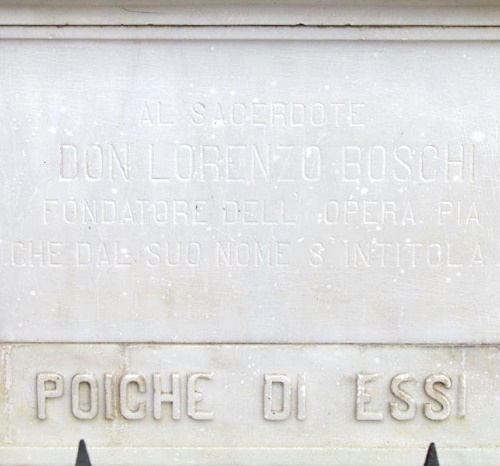 AL SACERDOTE
DON LORENZO BOSCHI
FONDATORE DELL' OPERA PIA
CHE DAL SUO NOME S'INTITOLA
POICHE DI ESSI